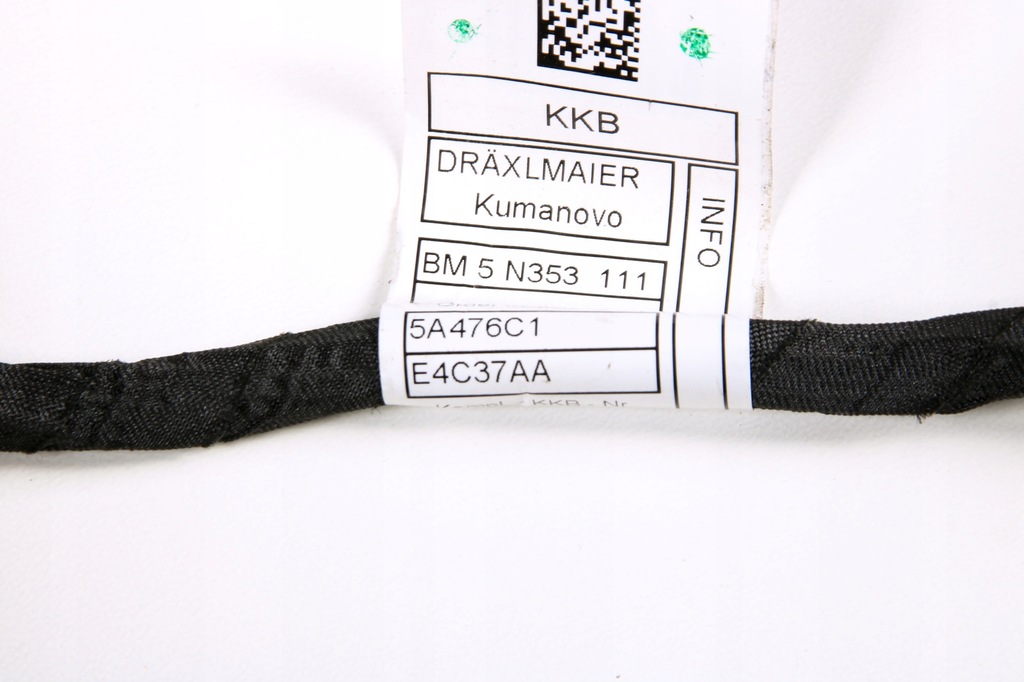 KKB
DRÄXLMAIER
Kumanovo
INFO
BM 5 N353 111
5A476C1
E4C37AA